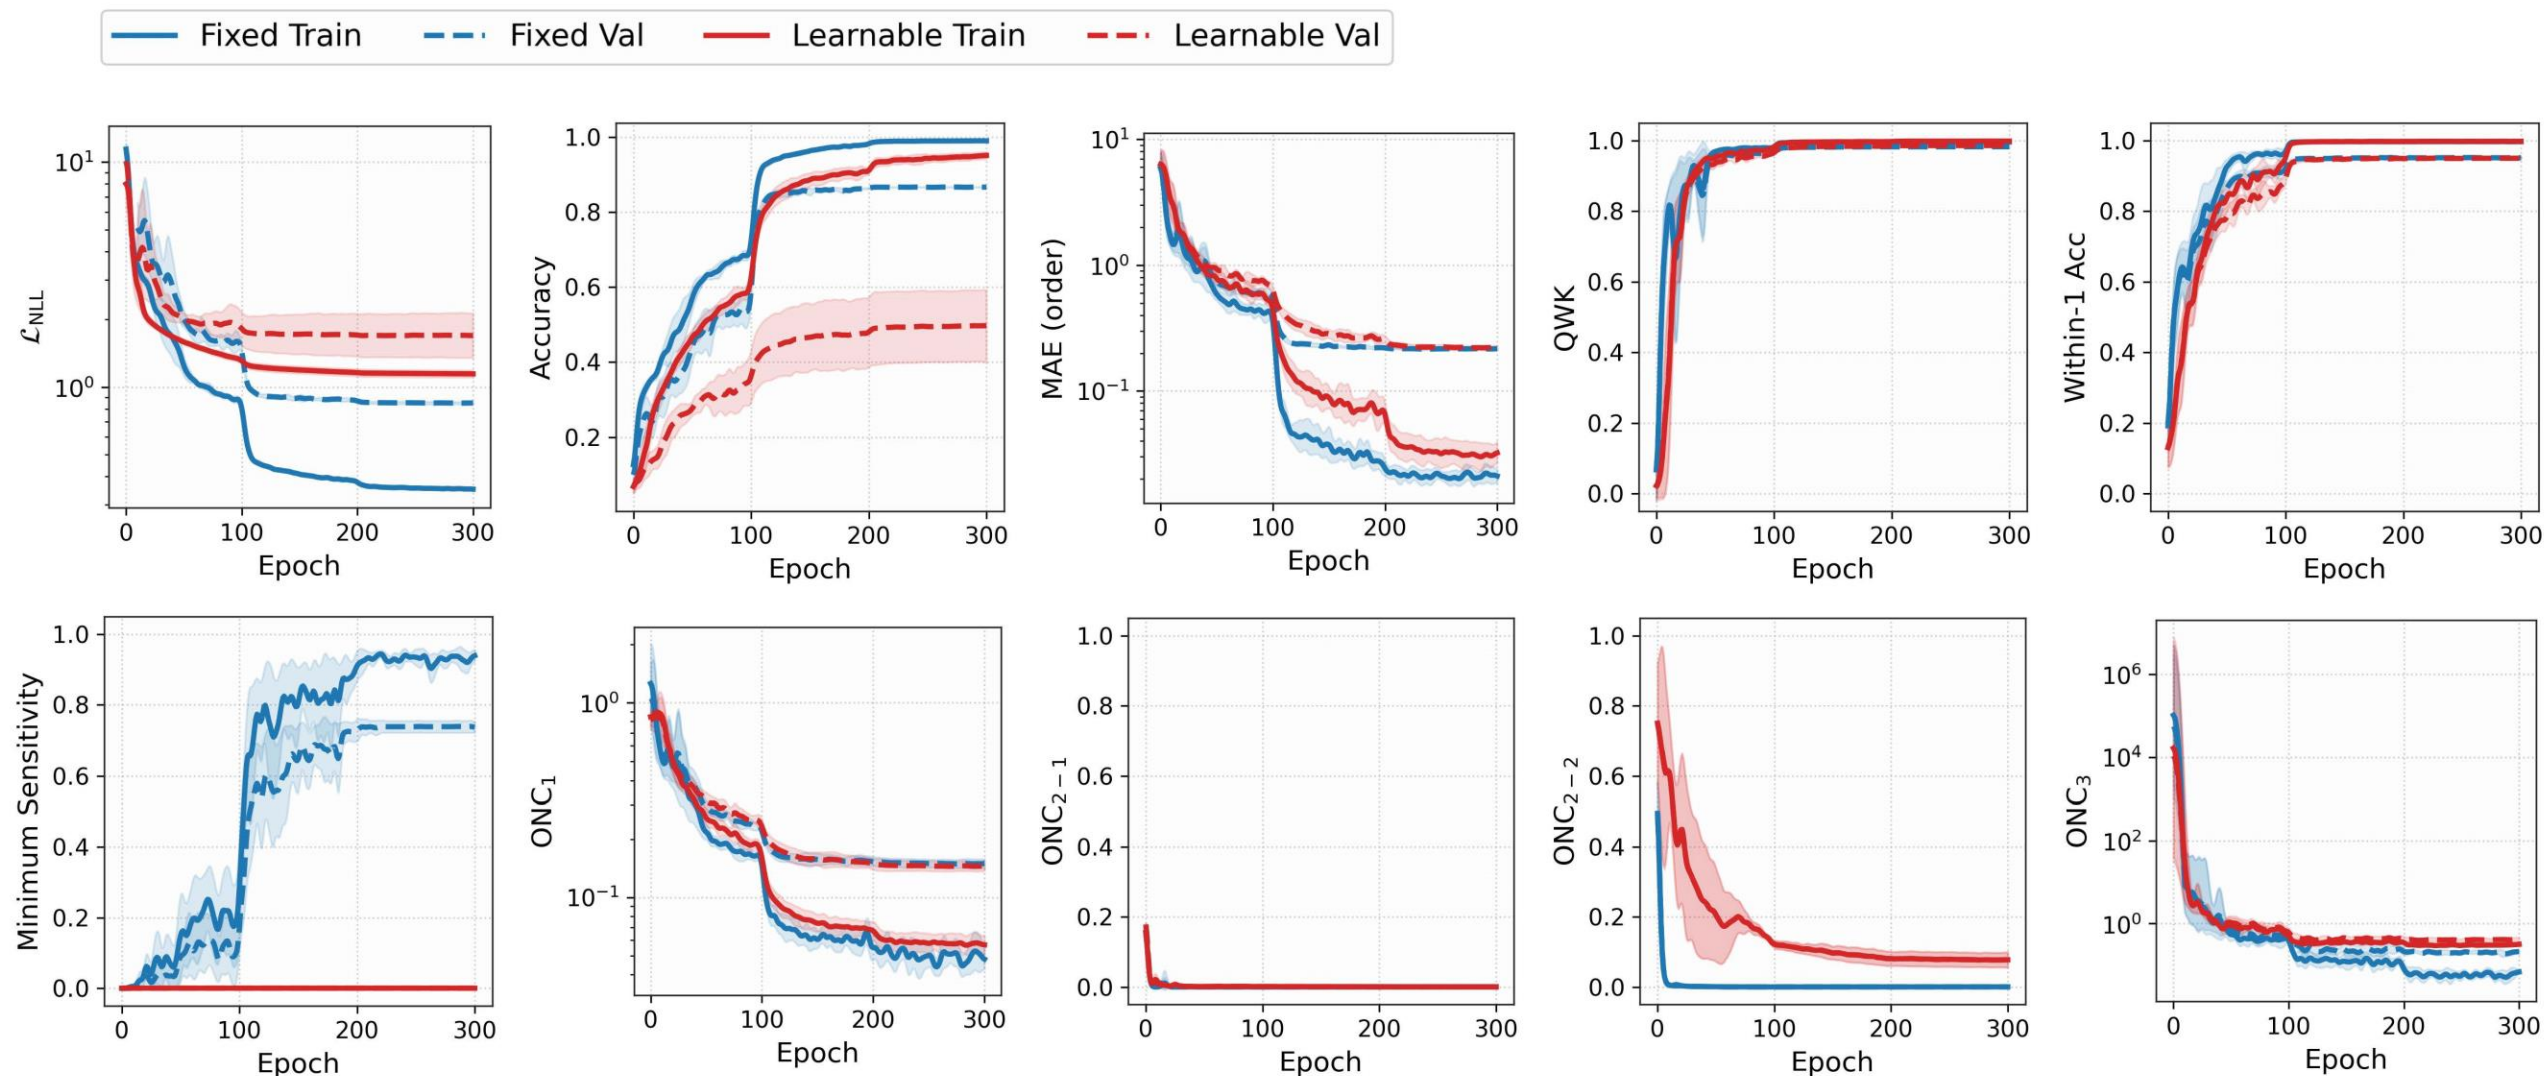 Fixed Train Fixed Val Learnable Train Learnable Val
10¹
10⁰
ℒNLL
0 100 200 300
Epoch
1.0
0.8
0.6
0.4
0.2
Accuracy
0 100 200 300
Epoch
10¹
10⁰
10⁻¹
MAE (order)
0 100 200 300
Epoch
1.0
0.8
0.6
0.4
0.2
0.0
QWK
0 100 200 300
Epoch
1.0
0.8
0.6
0.4
0.2
0.0
Within-1 Acc
0 100 200 300
Epoch
1.0
0.8
0.6
0.4
0.2
0.0
Minimum Sensitivity
0 100 200 300
Epoch
10⁰
10⁻¹
ONC₁
0 100 200 300
Epoch
1.0
0.8
0.6
0.4
0.2
0.0
ONC₂₋₁
0 100 200 300
Epoch
1.0
0.8
0.6
0.4
0.2
0.0
ONC₂₋₂
0 100 200 300
Epoch
10⁶
10⁴
10²
10⁰
ONC₃
0 100 200 300
Epoch